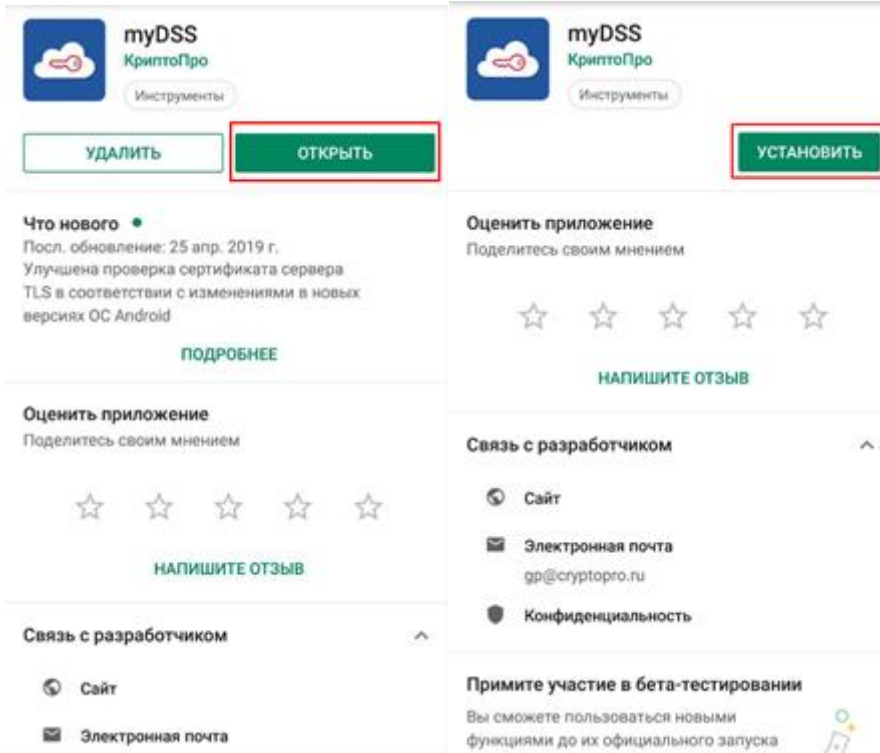 myDSS
КриптоПро
Инструменты
УДАЛИТЬ
ОТКРЫТЬ
Что нового
Посл. обновление: 25 апр. 2019 г.
Улучшена проверка сертификата сервера
TLS в соответствии с изменениями в новых
версиях ОС Android
ПОДРОБНЕЕ
Оценить приложение
Поделитесь своим мнением
НАПИШИТЕ ОТЗЫВ
Связь с разработчиком
Сайт
Электронная почта
myDSS
КриптоПро
Инструменты
УСТАНОВИТЬ
Оценить приложение
Поделитесь своим мнением
НАПИШИТЕ ОТЗЫВ
Связь с разработчиком
Сайт
Электронная почта
gp@cryptopro.ru
Конфиденциальность
Примите участие в бета-тестировании
Вы сможете пользоваться новыми
функциями до их официального запуска